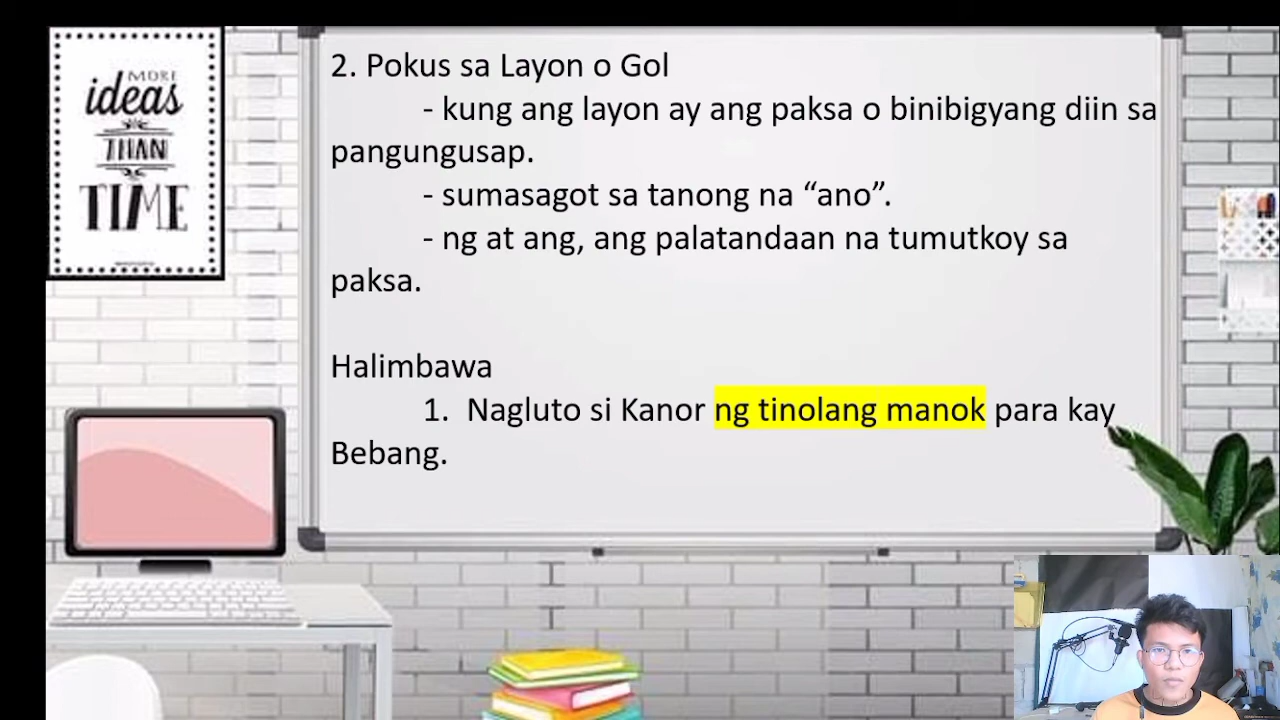 MORE
ideas
THAN
TIME
2. Pokus sa Layon o Gol
- kung ang layon ay ang paksa o binibigyang diin sa
pangungusap.
- sumasagot sa tanong na “ano”.
- ng at ang, ang palatandaan na tumutkoy sa
paksa.
Halimbawa
1. Nagluto si Kanor ng tinolang manok para kay
Bebang.